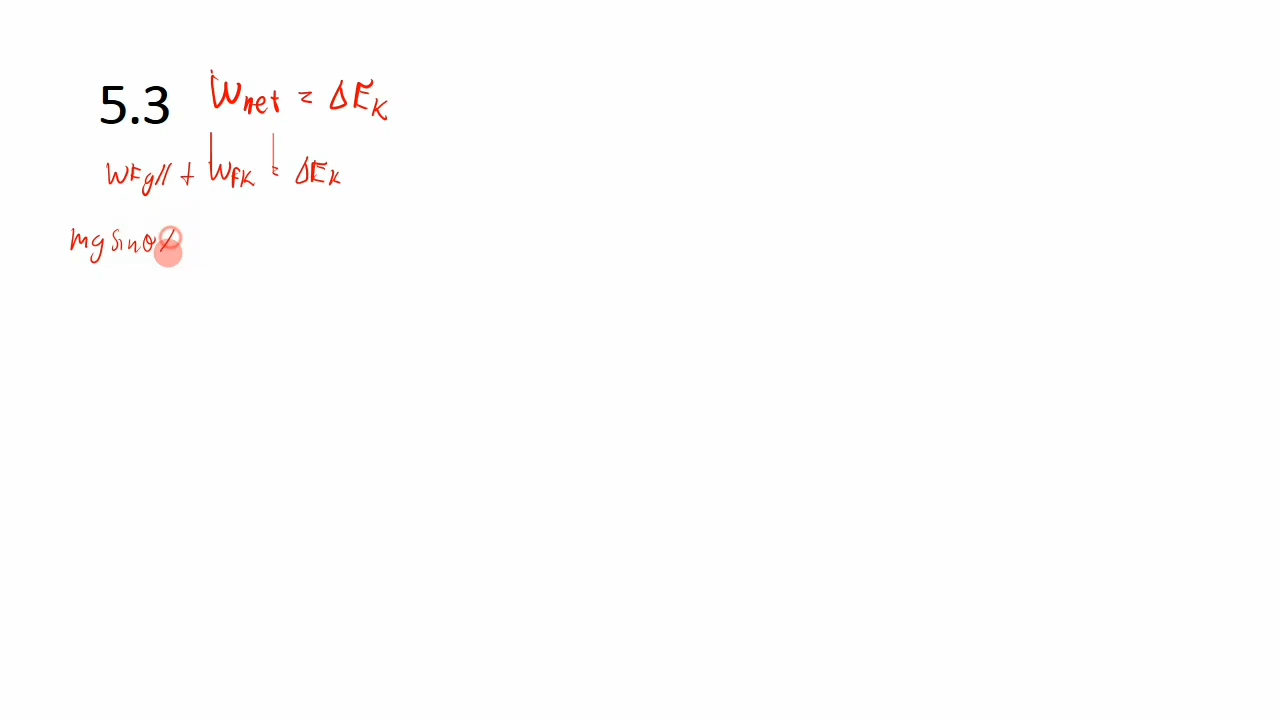 5.3 Wnet = ΔEK
WFg// + WfK = ΔEK
mg sinθ